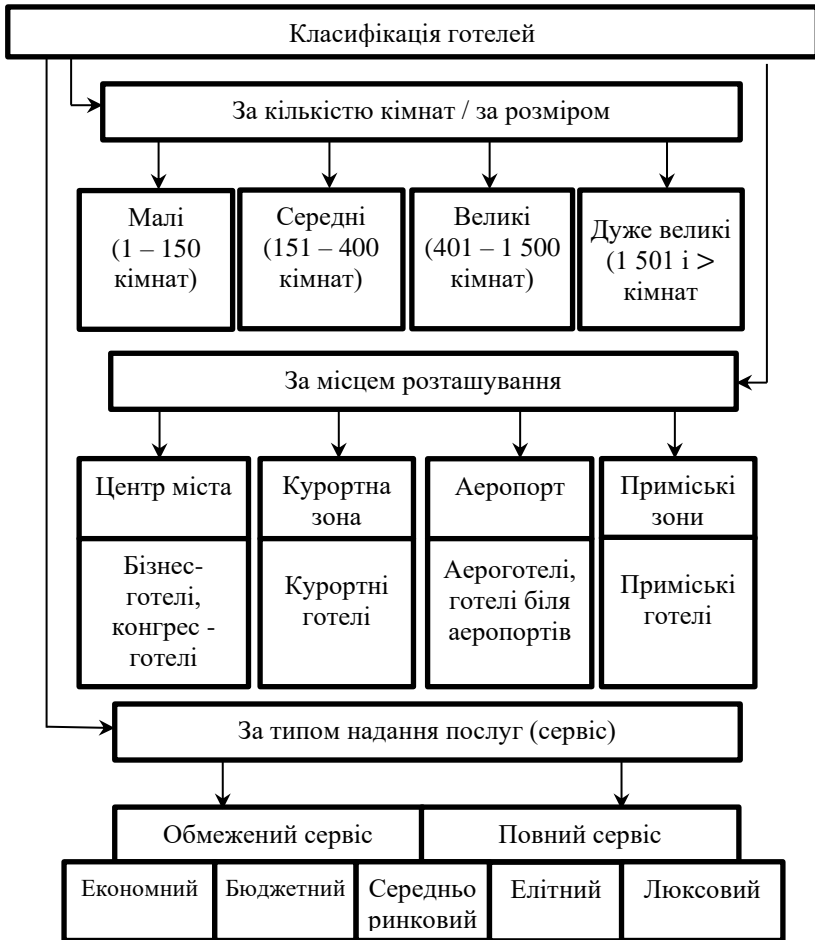 Класифікація готелей
За кількістю кімнат / за розміром
Малі
(1 – 150
кімнат)
Середні
(151 – 400
кімнат)
Великі
(401 – 1 500
кімнат)
Дуже великі
(1 501 і >
кімнат
За місцем розташування
Центр міста
Курортна
зона
Аеропорт
Приміські
зони
Бізнес-
готелі,
конгрес -
готелі
Курортні
готелі
Аероготелі,
готелі біля
аеропортів
Приміські
готелі
За типом надання послуг (сервіс)
Обмежений сервіс
Повний сервіс
Економний
Бюджетний
Середньо
ринковий
Елітний
Люксовий